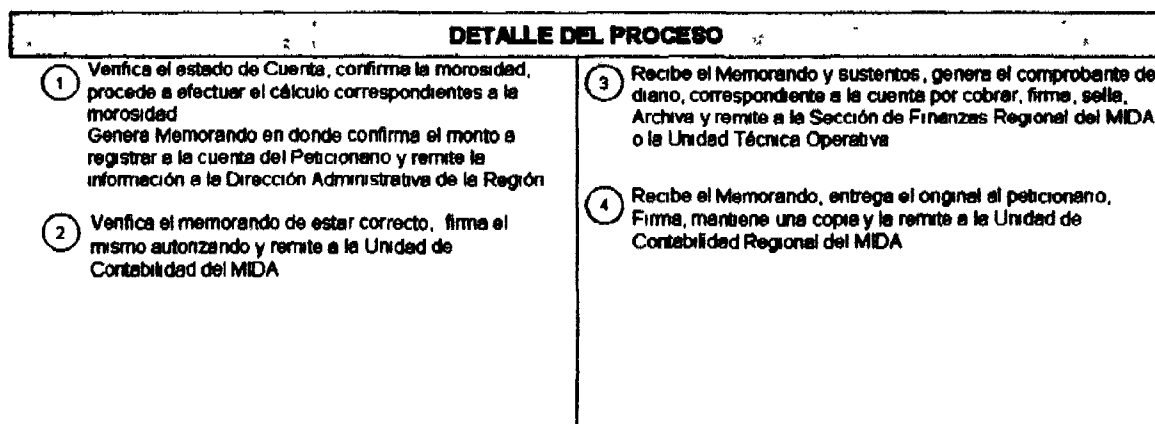 DETALLE DEL PROCESO
1 Verifica el estado de Cuenta, confirma la morosidad,
procede a efectuar el cálculo correspondientes a la
morosidad
Genera Memorando en donde confirma el monto a
registrar a la cuenta del Peticionario y remite la
información a la Dirección Administrativa de la Región
2 Verifica el memorando de estar correcto, firma el
mismo autorizando y remite a la Unidad de
Contabilidad del MIDA
3 Recibe el Memorando y sustentos, genera el comprobante de
diario, correspondiente a la cuenta por cobrar, firma, sella,
Archiva y remite a la Sección de Finanzas Regional del MIDA
o la Unidad Técnica Operativa
4 Recibe el Memorando, entrega el original al peticionario,
Firma, mantiene una copia y la remite a la Unidad de
Contabilidad Regional del MIDA